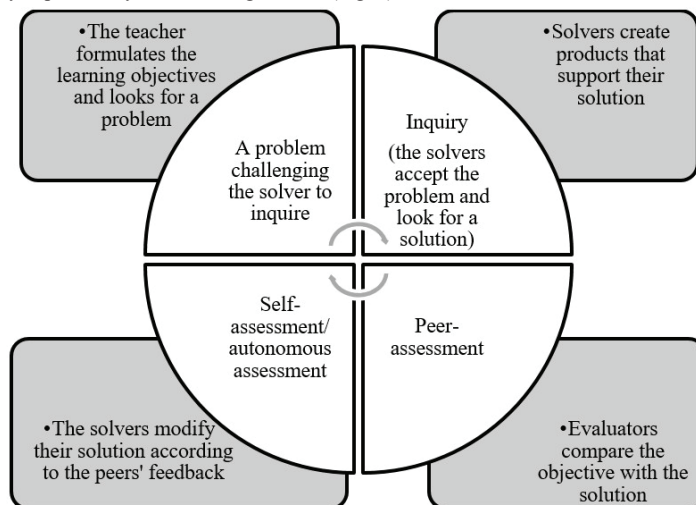 •The teacher
formulates the
learning objectives
and looks for a
problem
•Solvers create
products that
support their
solution
A problem
challenging
the solver to
inquire
Inquiry
(the solvers
accept the
problem and
look for a
solution)
Self-
assessment/
autonomous
assessment
Peer-
assessment
•The solvers modify
their solution according
to the peers' feedback
•Evaluators
compare the
objective with the
solution